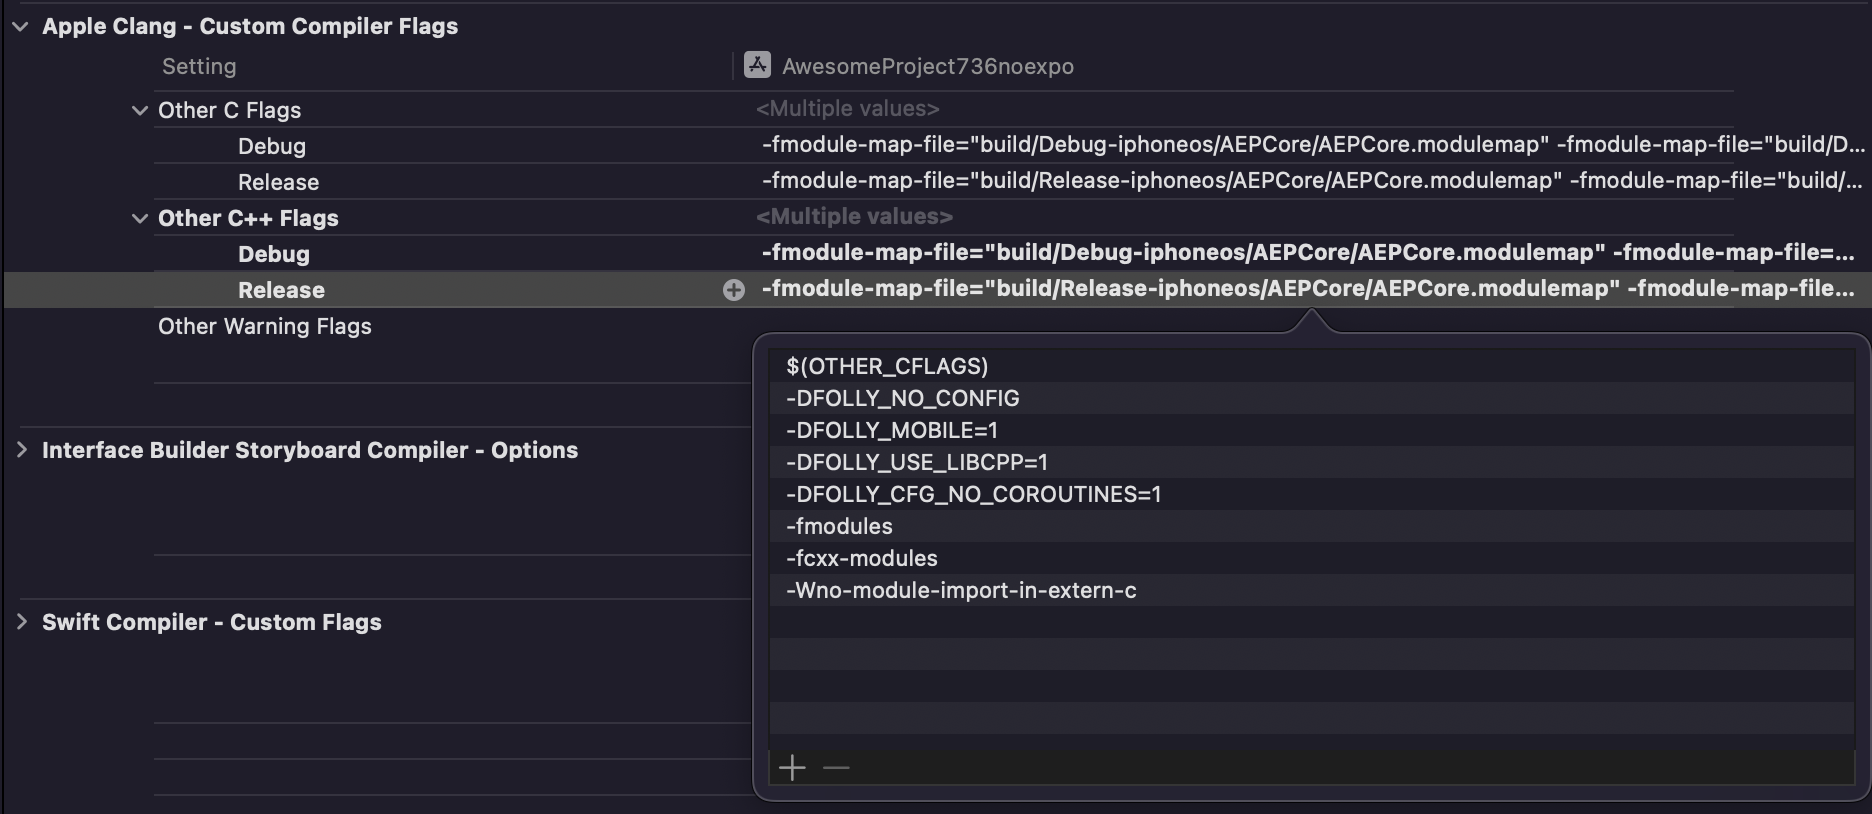 Apple Clang - Custom Compiler Flags
Setting AwesomeProject736noexpo
Other C Flags <Multiple values>
Debug -fmodule-map-file="build/Debug-iphoneos/AEPCore/AEPCore.modulemap" -fmodule-map-file="build/D...
Release -fmodule-map-file="build/Release-iphoneos/AEPCore/AEPCore.modulemap" -fmodule-map-file="build/...
Other C++ Flags <Multiple values>
Debug -fmodule-map-file="build/Debug-iphoneos/AEPCore/AEPCore.modulemap" -fmodule-map-file=...
Release -fmodule-map-file="build/Release-iphoneos/AEPCore/AEPCore.modulemap" -fmodule-map-file...
Other Warning Flags
$(OTHER_CFLAGS)
-DFOLLY_NO_CONFIG
-DFOLLY_MOBILE=1
-DFOLLY_USE_LIBCPP=1
-DFOLLY_CFG_NO_COROUTINES=1
-fmodules
-fcxx-modules
-Wno-module-import-in-extern-c
Interface Builder Storyboard Compiler - Options
Swift Compiler - Custom Flags